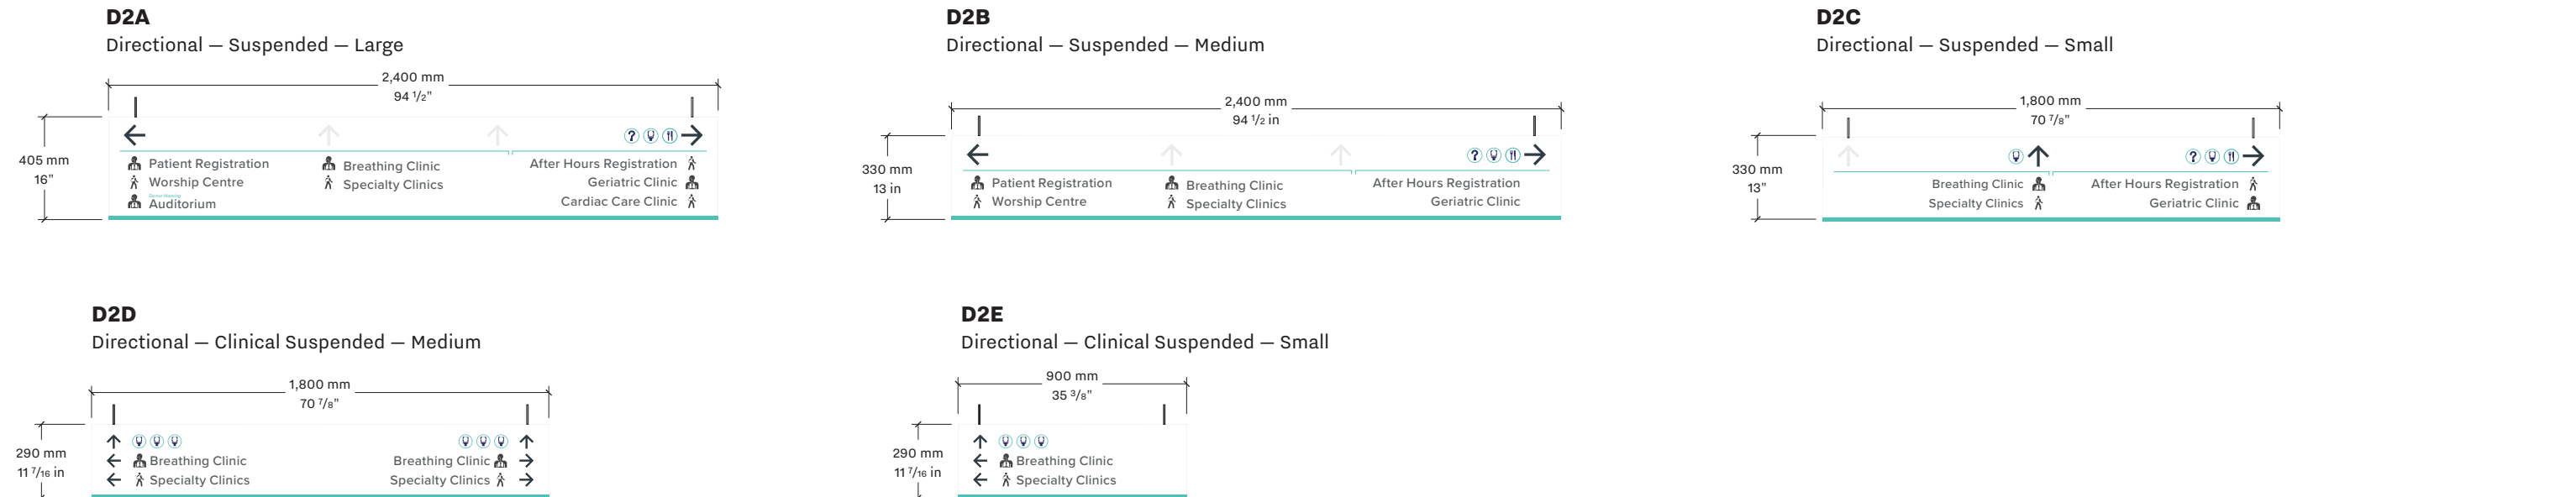 D2A
Directional — Suspended — Large
2,400 mm
94 1/2"
405 mm
16"
?
Patient Registration
Worship Centre
Auditorium
Breathing Clinic
Specialty Clinics
After Hours Registration
Geriatric Clinic
Cardiac Care Clinic
D2B
Directional — Suspended — Medium
2,400 mm
94 1/2 in
330 mm
13 in
?
Patient Registration
Worship Centre
Breathing Clinic
Specialty Clinics
After Hours Registration
Geriatric Clinic
D2C
Directional — Suspended — Small
1,800 mm
70 7/8"
330 mm
13"
?
Breathing Clinic
Specialty Clinics
After Hours Registration
Geriatric Clinic
D2D
Directional — Clinical Suspended — Medium
1,800 mm
70 7/8"
290 mm
11 7/16 in
Breathing Clinic
Specialty Clinics
Breathing Clinic
Specialty Clinics
D2E
Directional — Clinical Suspended — Small
900 mm
35 3/8"
290 mm
11 7/16 in
Breathing Clinic
Specialty Clinics